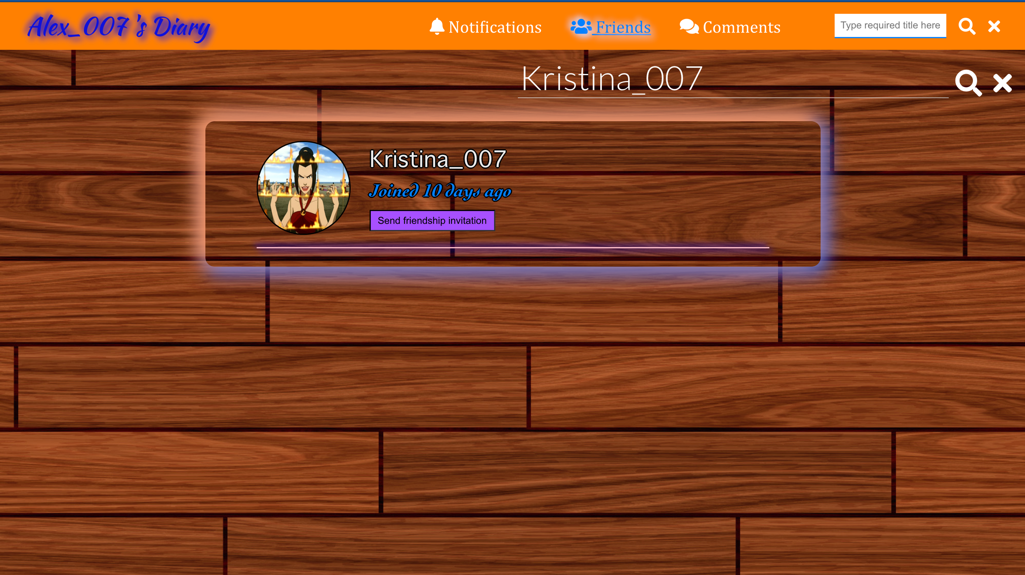 Alex_007 's Diary
Notifications
Friends
Comments
Type required title here
Kristina_007
Kristina_007
Joined 10 days ago
Send friendship invitation